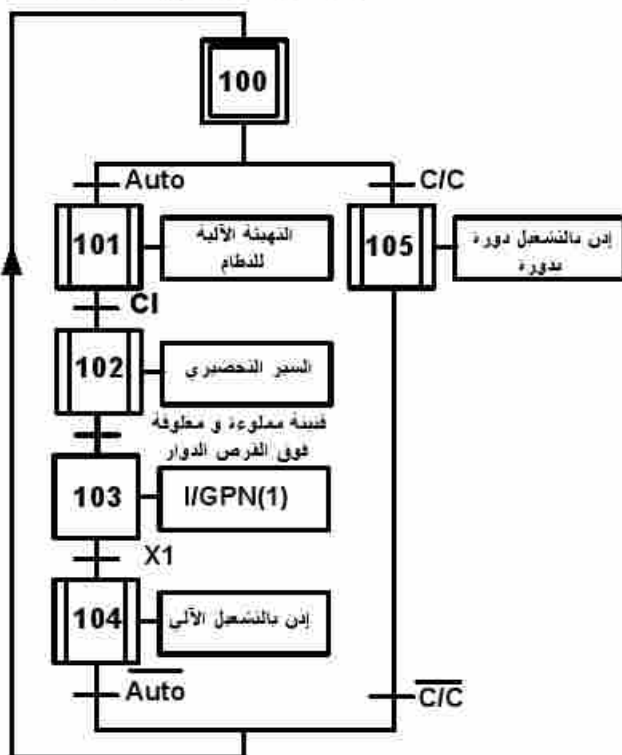 100
Auto
C/C
101
التهيئة الآلية
للنظام
105
إذن بالتشغيل دورة
بدورة
CI
102
السير التحضيري
قنينة مملوءة و مغلوقة
فوق القرص الدوار
103
I/GPN(1)
X1
104
إذن بالتشغيل الآلي
Auto
C/C